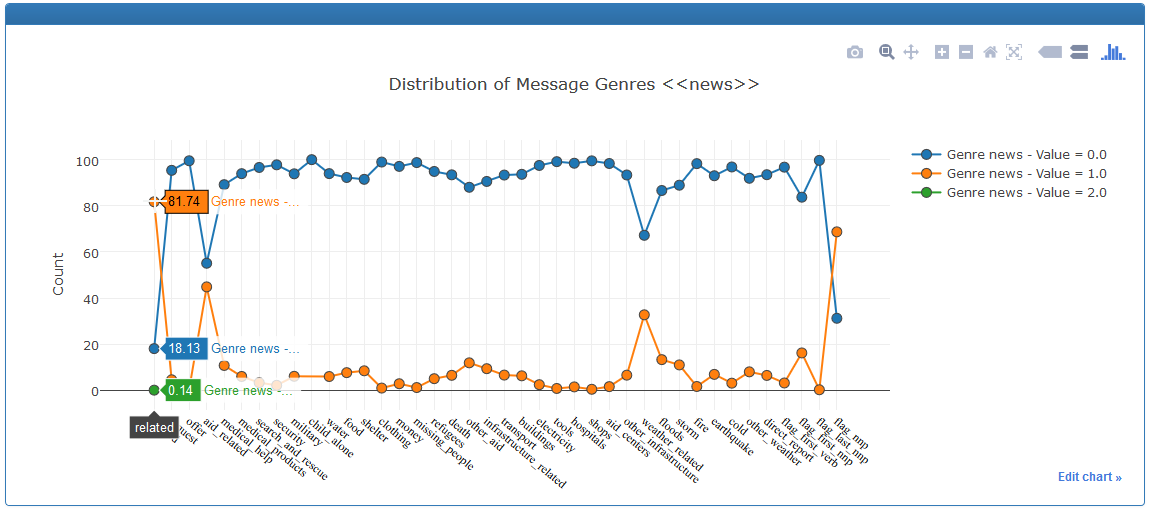 Distribution of Message Genres <<news>>
Genre news - Value = 0.0
Genre news - Value = 1.0
Genre news - Value = 2.0
Count
100
80
60
40
20
0
81.74
Genre news -...
18.13
Genre news -...
0.14
Genre news -...
related
offer
aid_related
medical_help
medical_products
search_and_rescue
security
military
child_alone
water
food
shelter
clothing
money
missing_people
refugees
death
other_aid
infrastructure_related
transport
buildings
electricity
tools
hospitals
shops
aid_centers
other_infrastructure
weather_related
floods
storm
fire
earthquake
cold
other_weather
direct_report
flag_first_verb
flag_first_nnp
flag_last_nnp
flag_nnp
Edit chart »